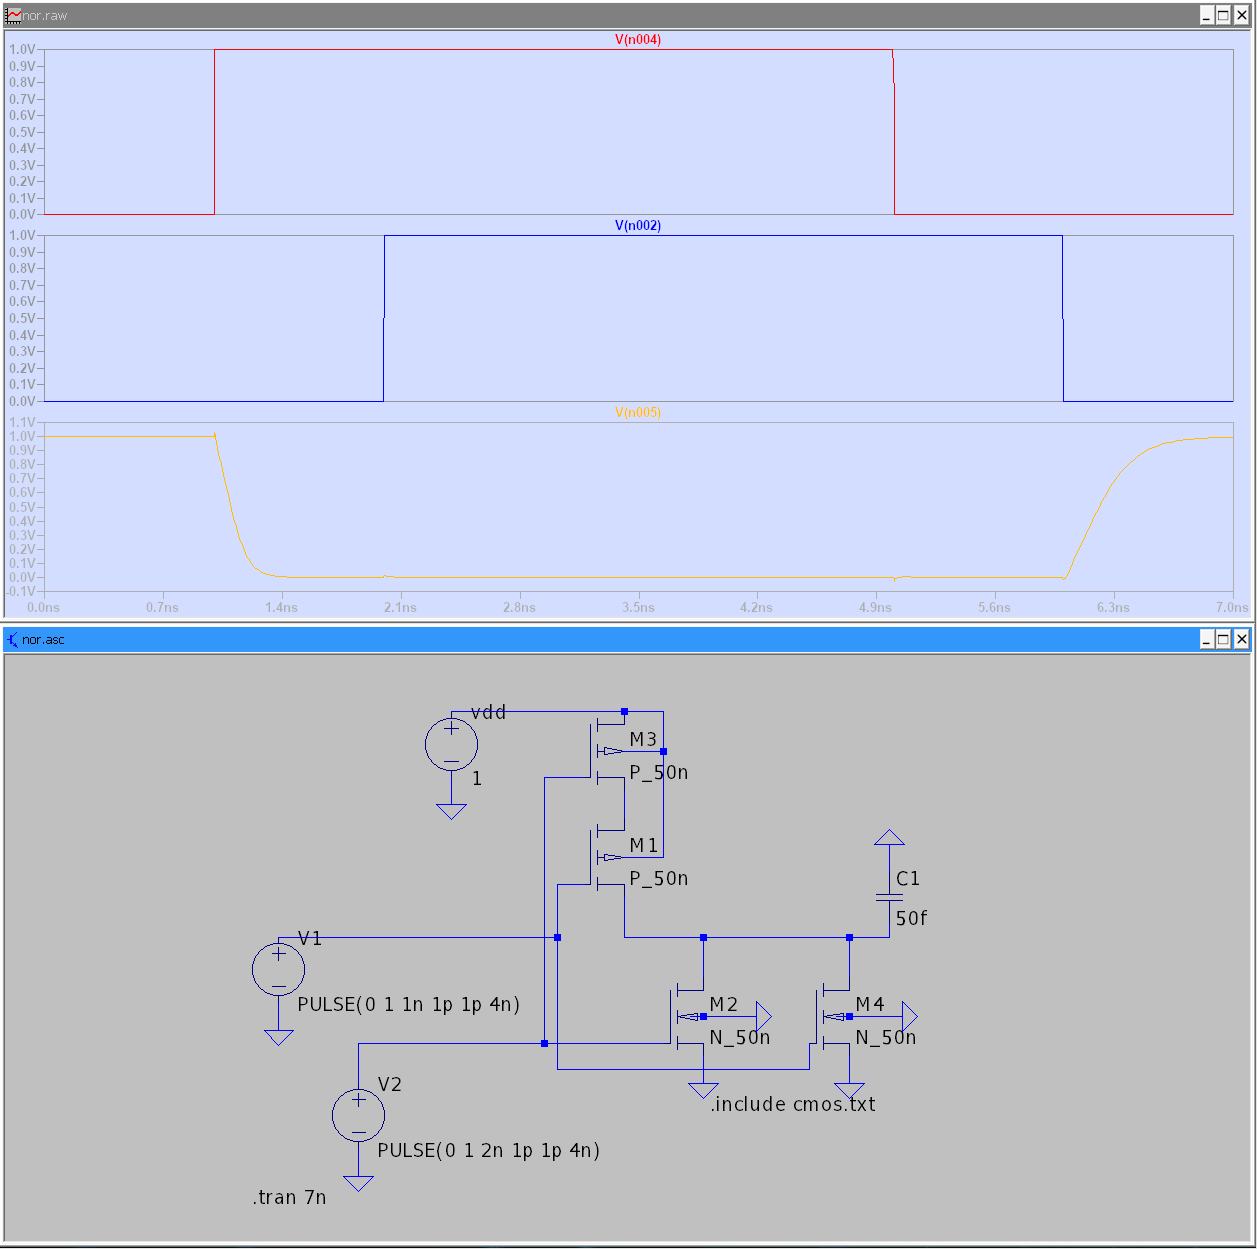 nor.raw
V(n004)
1.0V
0.9V
0.8V
0.7V
0.6V
0.5V
0.4V
0.3V
0.2V
0.1V
0.0V
V(n002)
1.0V
0.9V
0.8V
0.7V
0.6V
0.5V
0.4V
0.3V
0.2V
0.1V
0.0V
V(n005)
1.1V
1.0V
0.9V
0.8V
0.7V
0.6V
0.5V
0.4V
0.3V
0.2V
0.1V
0.0V
-0.1V
0.0ns 0.7ns 1.4ns 2.1ns 2.8ns 3.5ns 4.2ns 4.9ns 5.6ns 6.3ns 7.0ns
nor.asc
vdd
M3
P_50n
1
M1
P_50n
C1
50f
V1
PULSE(0 1 1n 1p 1p 4n)
M2
N_50n
M4
N_50n
V2
.include cmos.txt
PULSE(0 1 2n 1p 1p 4n)
.tran 7n